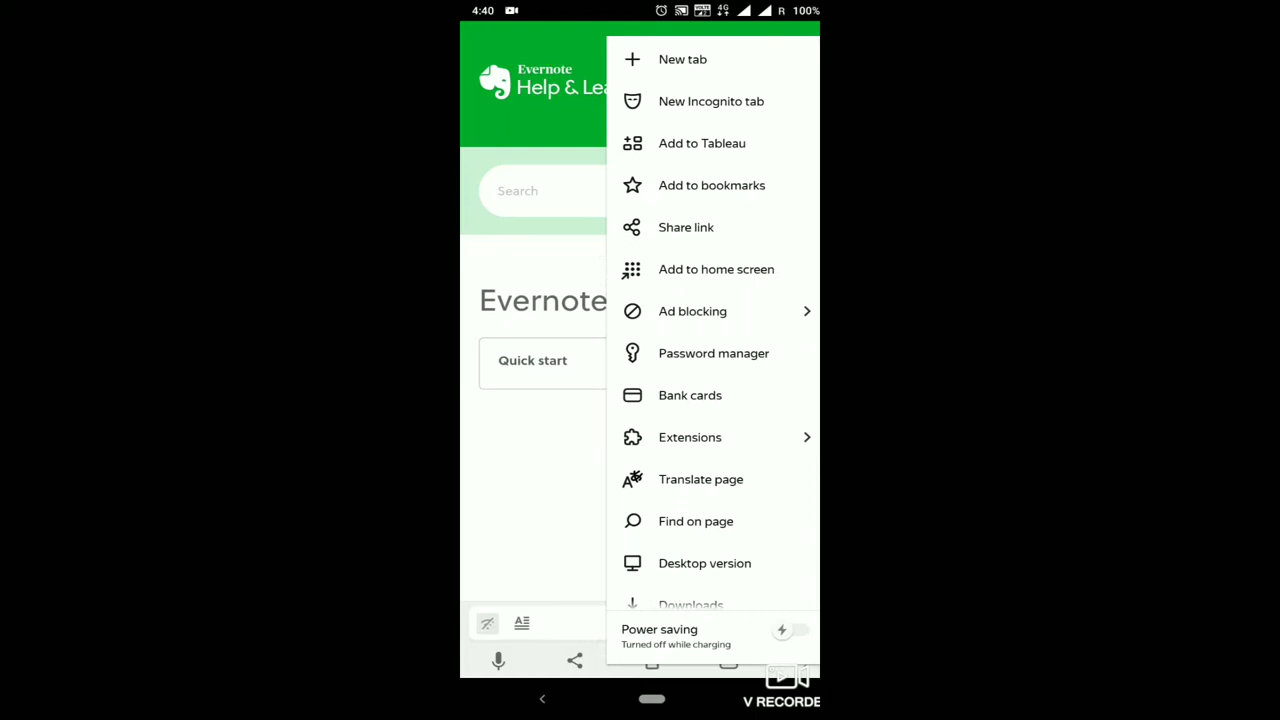 4:40 VOLTE 4G R 100%
Evernote
Help & Lea
Search
Evernote
Quick start
New tab
New Incognito tab
Add to Tableau
Add to bookmarks
Share link
Add to home screen
Ad blocking
Password manager
Bank cards
Extensions
Translate page
Find on page
Desktop version
Downloads
Power saving
Turned off while charging
V RECORDE